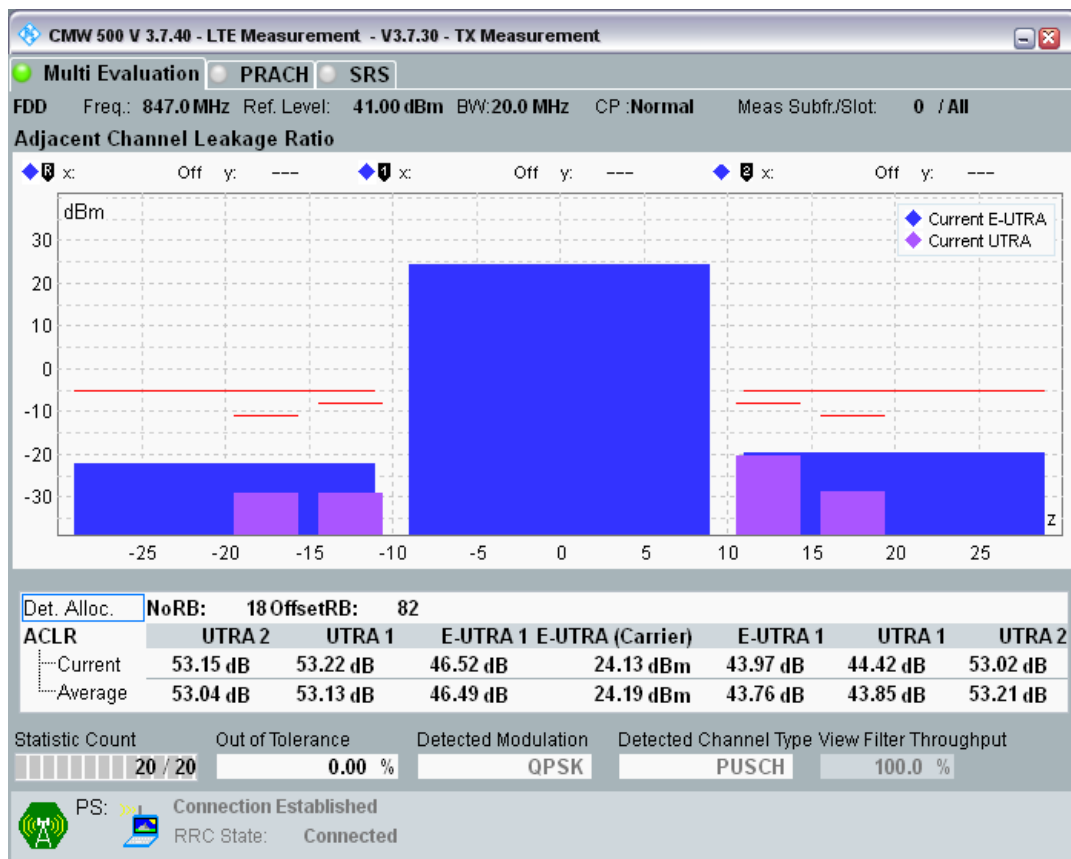 CMW 500 V 3.7.40 - LTE Measurement - V3.7.30 - TX Measurement
Multi Evaluation PRACH SRS
FDD Freq.: 847.0 MHz Ref. Level: 41.00 dBm BW:20.0 MHz CP :Normal Meas Subfr./Slot: 0 / All
Adjacent Channel Leakage Ratio
R x: Off y: --- 1 x: Off y: --- 2 x: Off y: ---
dBm
Current E-UTRA
Current UTRA
30
20
10
0
-10
-20
-30
z
-25 -20 -15 -10 -5 0 5 10 15 20 25
Det. Alloc. NoRB: 18 OffsetRB: 82
ACLR UTRA 2 UTRA 1 E-UTRA 1 E-UTRA (Carrier) E-UTRA 1 UTRA 1 UTRA 2
Current 53.15 dB 53.22 dB 46.52 dB 24.13 dBm 43.97 dB 44.42 dB 53.02 dB
Average 53.04 dB 53.13 dB 46.49 dB 24.19 dBm 43.76 dB 43.85 dB 53.21 dB
Statistic Count Out of Tolerance Detected Modulation Detected Channel Type View Filter Throughput
20 / 20 0.00 % QPSK PUSCH 100.0 %
PS: Connection Established
RRC State: Connected